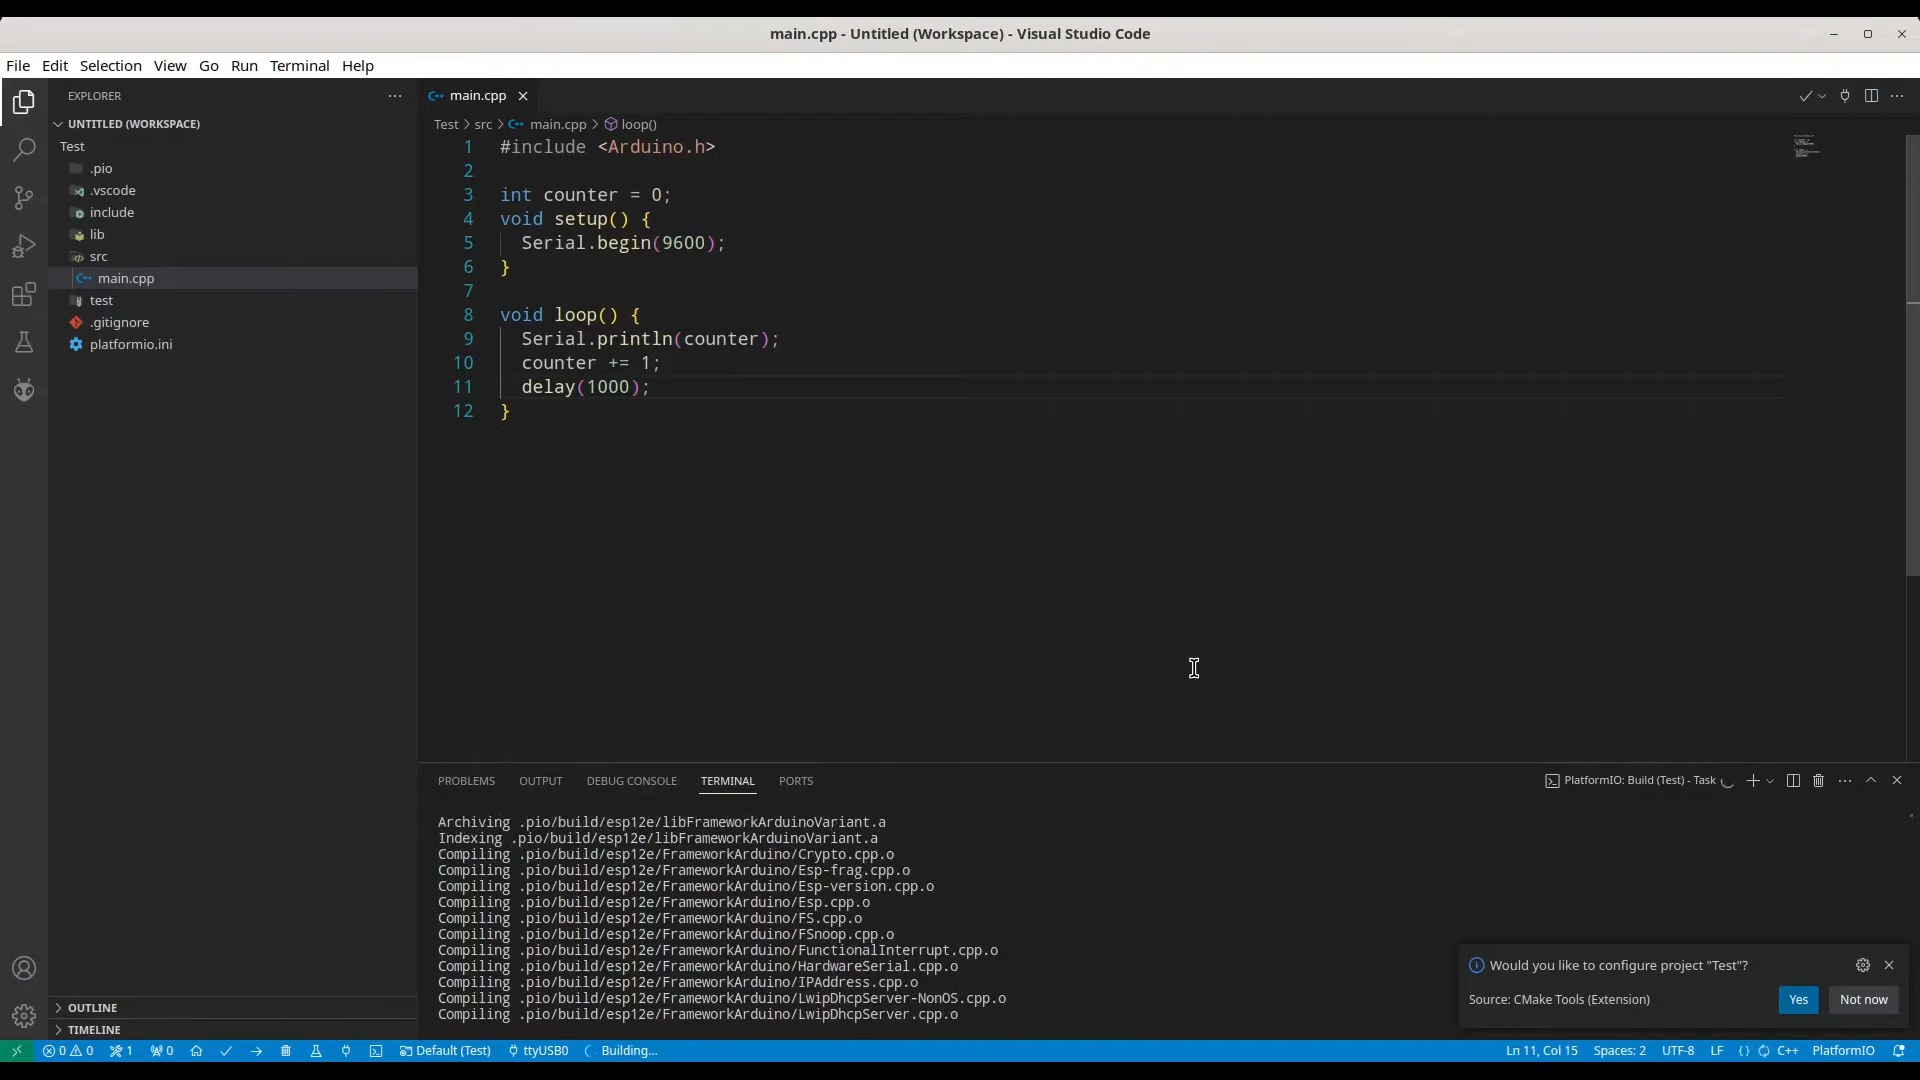 main.cpp - Untitled (Workspace) - Visual Studio Code
File Edit Selection View Go Run Terminal Help
EXPLORER
UNTITLED (WORKSPACE)
Test
.pio
.vscode
include
lib
src
main.cpp
test
.gitignore
platformio.ini
OUTLINE
TIMELINE
main.cpp
Test > src > main.cpp > loop()
1 #include <Arduino.h>
2
3 int counter = 0;
4 void setup() {
5 Serial.begin(9600);
6 }
7
8 void loop() {
9 Serial.println(counter);
10 counter += 1;
11 delay(1000);
12 }
PROBLEMS OUTPUT DEBUG CONSOLE TERMINAL PORTS
PlatformIO: Build (Test) - Task
Archiving .pio/build/esp12e/libFrameworkArduinoVariant.a
Indexing .pio/build/esp12e/libFrameworkArduinoVariant.a
Compiling .pio/build/esp12e/FrameworkArduino/Crypto.cpp.o
Compiling .pio/build/esp12e/FrameworkArduino/Esp-frag.cpp.o
Compiling .pio/build/esp12e/FrameworkArduino/Esp-version.cpp.o
Compiling .pio/build/esp12e/FrameworkArduino/Esp.cpp.o
Compiling .pio/build/esp12e/FrameworkArduino/FS.cpp.o
Compiling .pio/build/esp12e/FrameworkArduino/FSnoop.cpp.o
Compiling .pio/build/esp12e/FrameworkArduino/FunctionalInterrupt.cpp.o
Compiling .pio/build/esp12e/FrameworkArduino/HardwareSerial.cpp.o
Compiling .pio/build/esp12e/FrameworkArduino/IPAddress.cpp.o
Compiling .pio/build/esp12e/FrameworkArduino/LwipDhcpServer-NonOS.cpp.o
Compiling .pio/build/esp12e/FrameworkArduino/LwipDhcpServer.cpp.o
Would you like to configure project "Test"?
Source: CMake Tools (Extension)
Yes
Not now
0 0 1 0 Default (Test) ttyUSB0 Building... Ln 11, Col 15 Spaces: 2 UTF-8 LF {} C++ PlatformIO